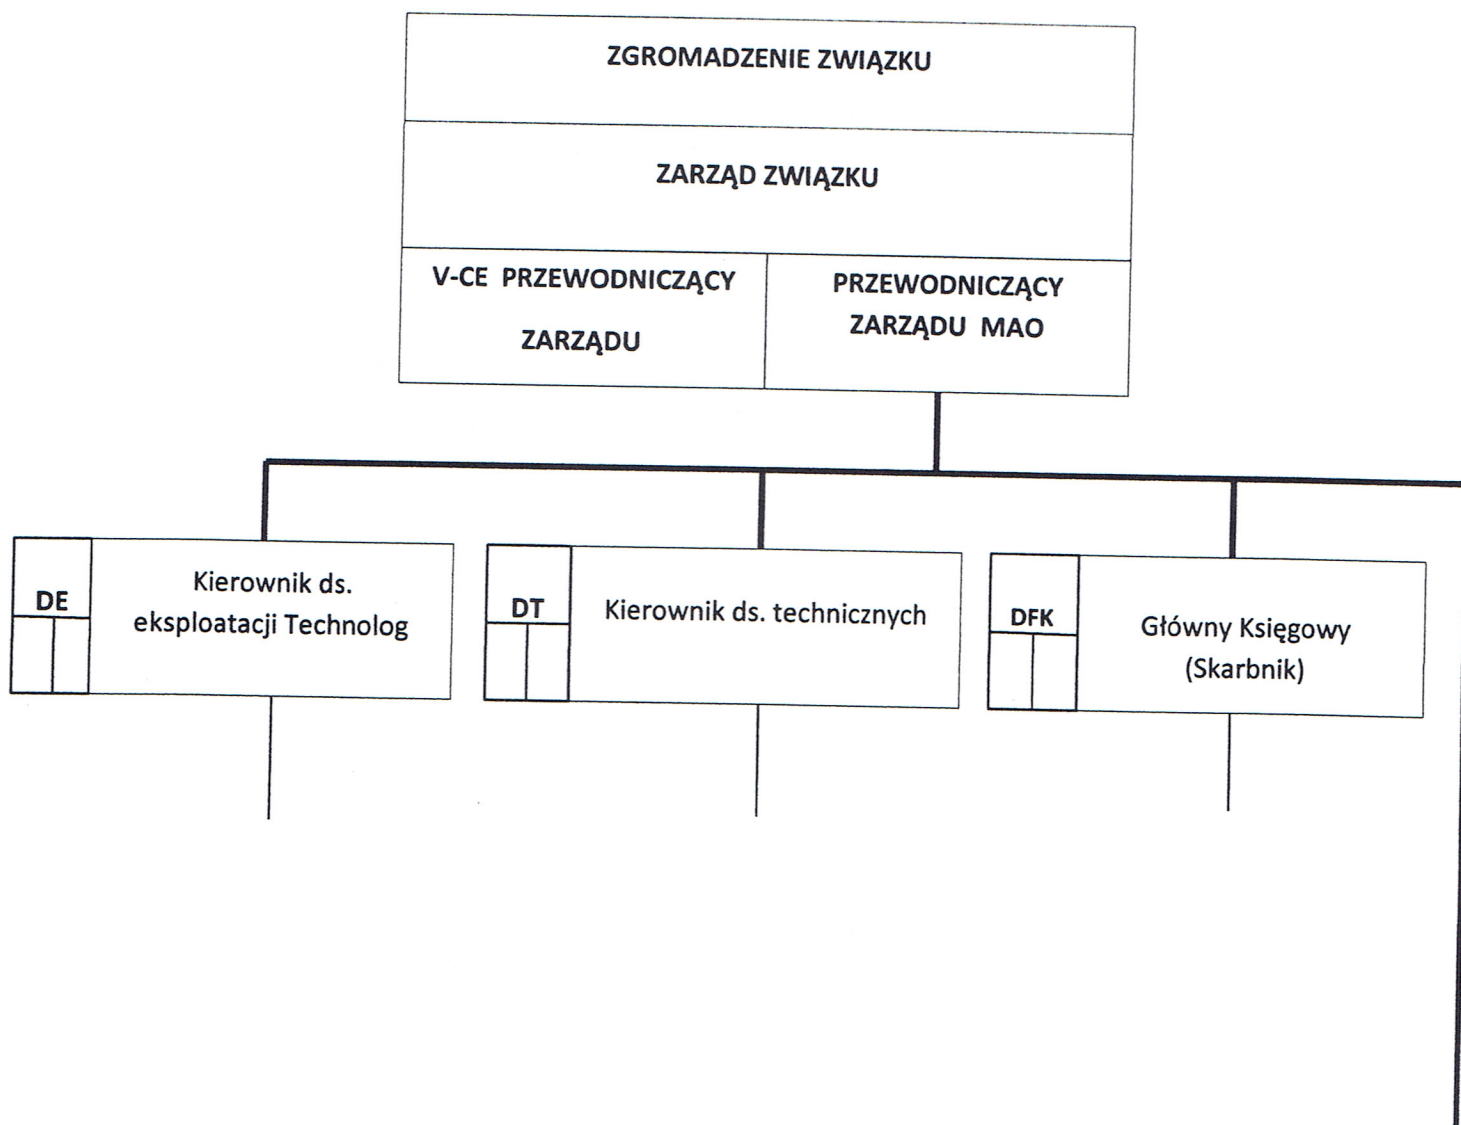 ZGROMADZENIE ZWIĄZKU
ZARZĄD ZWIĄZKU
V-CE PRZEWODNICZĄCY
ZARZĄDU
PRZEWODNICZĄCY
ZARZĄDU MAO
DE
Kierownik ds.
eksploatacji Technolog
DT
Kierownik ds. technicznych
DFK
Główny Księgowy
(Skarbnik)